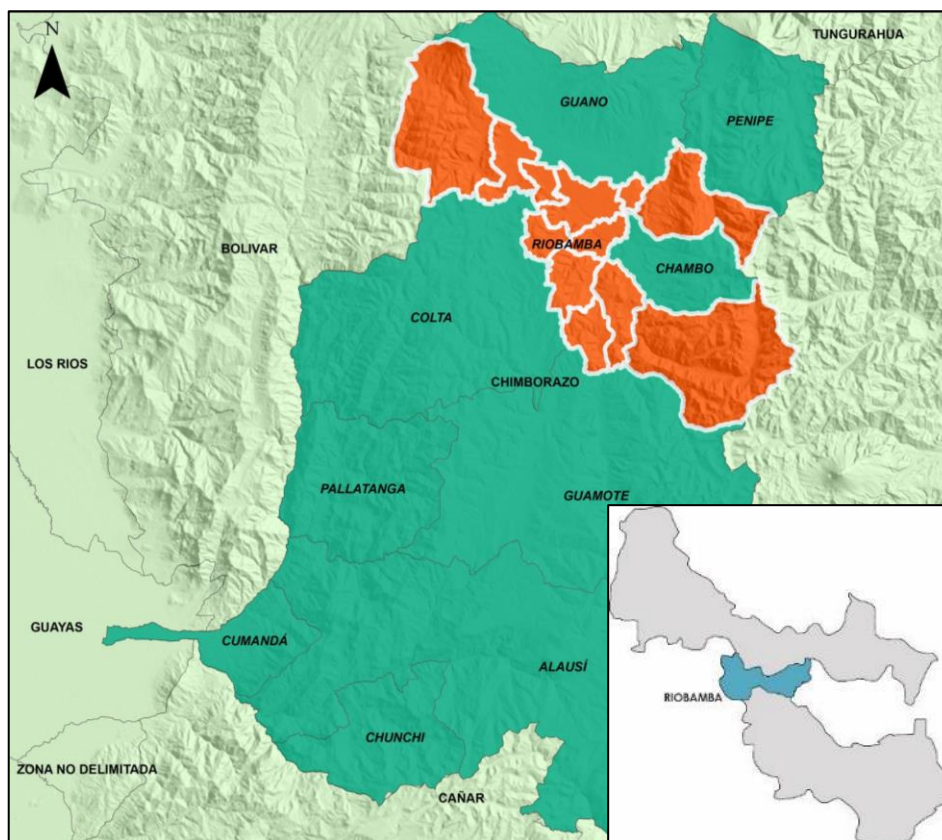 N
TUNGURAHUA
GUANO
PENIPE
BOLIVAR
RIOBAMBA
CHAMBO
COLTA
LOS RIOS
CHIMBORAZO
PALLATANGA
GUAMOTE
GUAYAS
CUMANDÁ
ALAUSÍ
RIOBAMBA
CHUNCHI
ZONA NO DELIMITADA
CAÑAR